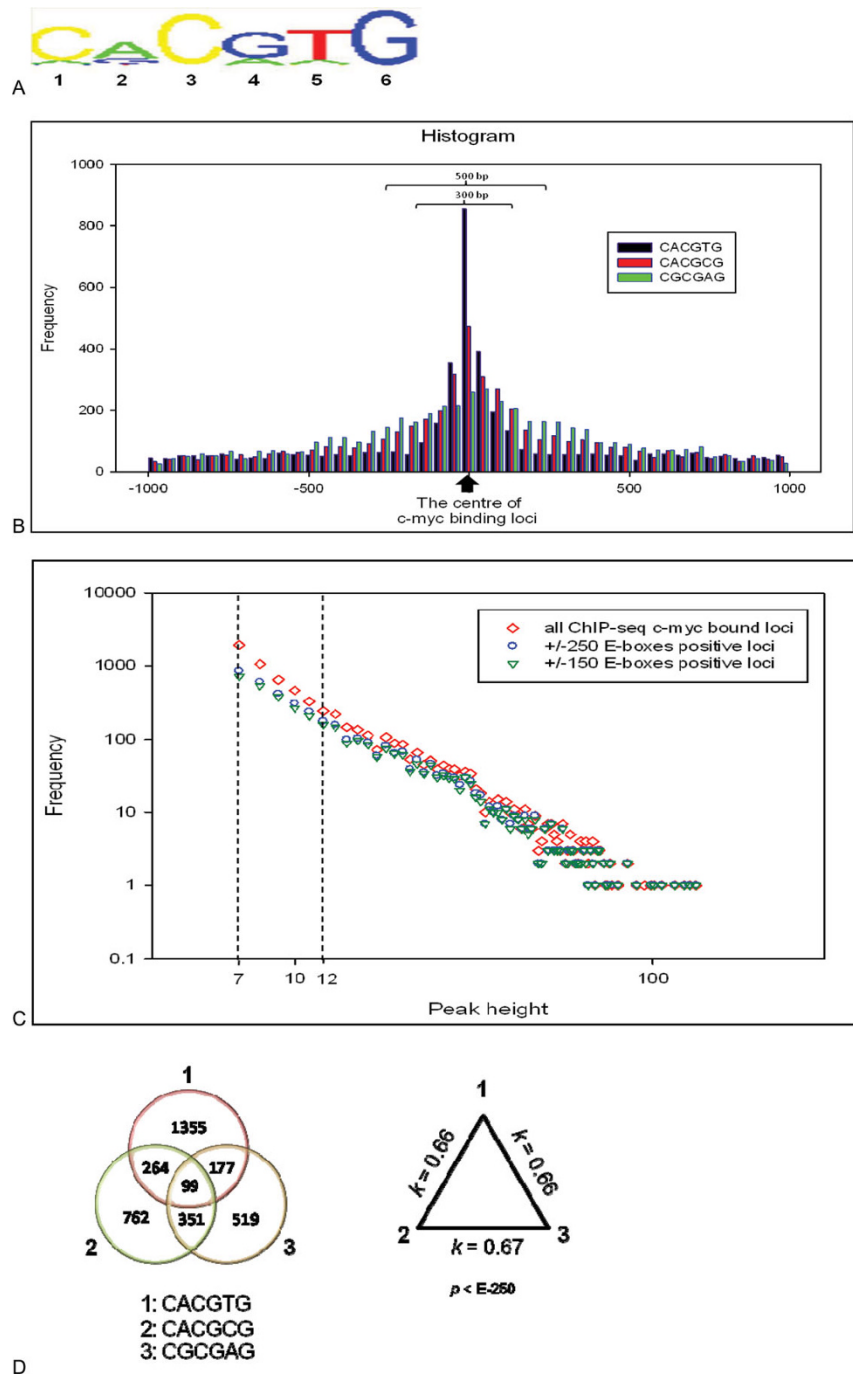 CACGTG
1 2 3 4 5 6
A
Histogram
1000
800
600
400
200
0
Frequency
500 bp
300 bp
CACGTG
CACGCG
CGCGAG
-1000 -500 500 1000
The centre of
c-myc binding loci
B
10000
1000
100
10
1
0.1
Frequency
all ChIP-seq c-myc bound loci
+/-250 E-boxes positive loci
+/-150 E-boxes positive loci
7 10 12 100
Peak height
C
1
1355
264 177
99
762 351 519
2 3
1: CACGTG
2: CACGCG
3: CGCGAG
1
k = 0.66
k = 0.66
2 3
k = 0.67
p < E-250
D